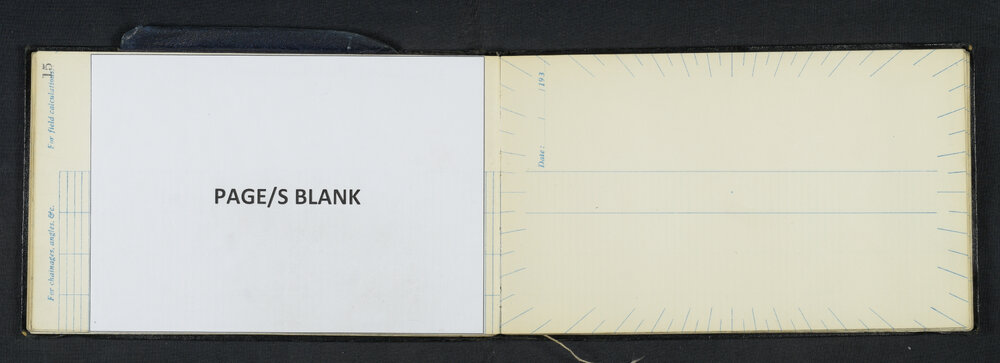 15
For field calculations.
For chainages, angles, &c.
PAGE/S BLANK
Date: 193